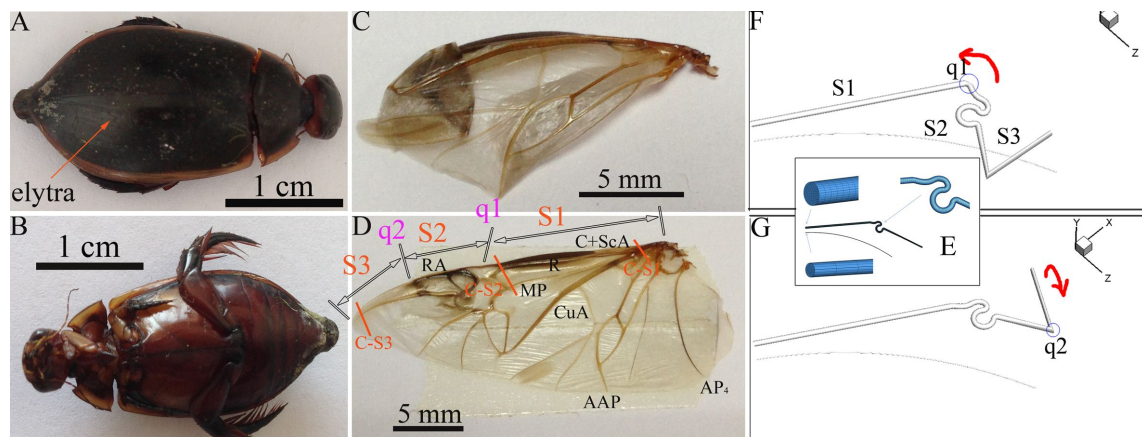 A
elytra
1 cm
B
1 cm
C
5 mm
D
q1
S1
S2
q2
S3
C+ScA
RA
R
C-S1
C-S2
MP
CuA
C-S3
AP₄
AAP
5 mm
F
Z
q1
S1
S2
S3
E
G
Y
X
Z
q2